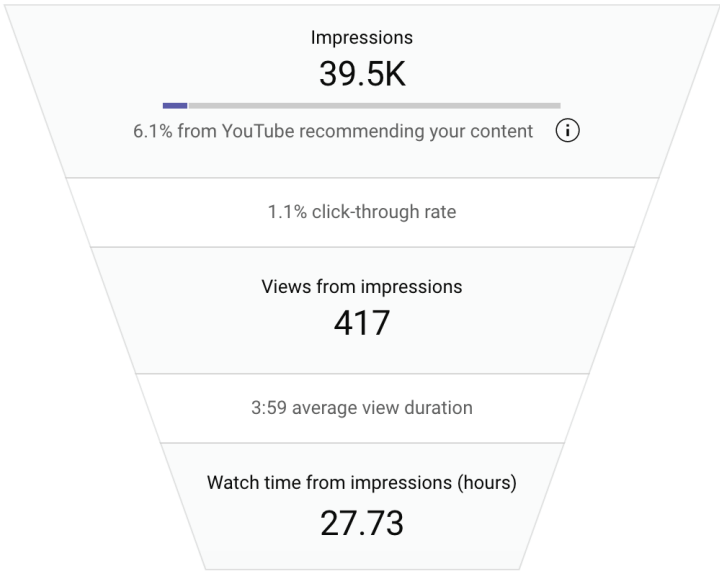 Impressions
39.5K
6.1% from YouTube recommending your content
1.1% click-through rate
Views from impressions
417
3:59 average view duration
Watch time from impressions (hours)
27.73